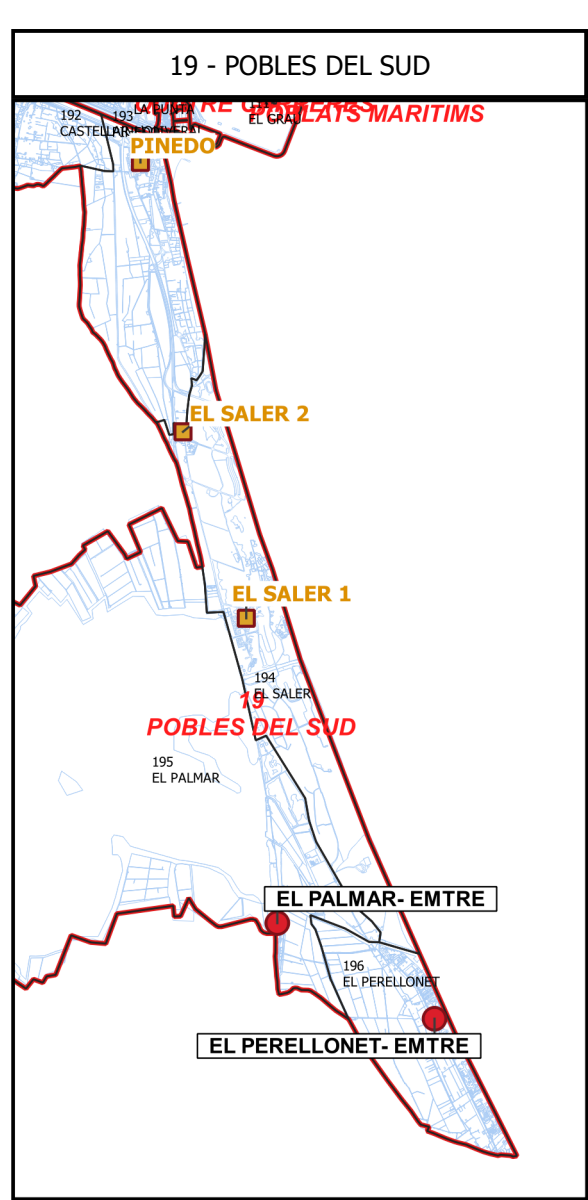 19 - POBLES DEL SUD
192
CASTELLAR
193
LA PUNTA
EL GRAU
POBLATS MARITIMS
PINEDO
EL SALER 2
EL SALER 1
194
EL SALER
19
POBLES DEL SUD
195
EL PALMAR
EL PALMAR- EMTRE
196
EL PERELLONET
EL PERELLONET- EMTRE